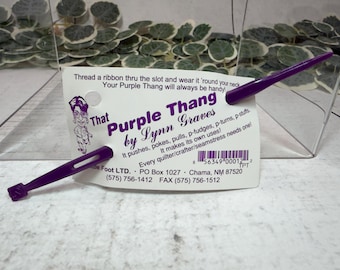 Thread a ribbon thru the slot and wear it 'round your neck.
Your Purple Thang will always be handy
That
Purple Thang
by Lynn Graves
It pushes, pokes, pulls, p-fudges, p-turns, p-stuffs
It makes its own uses!
Every quilter/crafter/seamstress needs one!
Foot LTD. • PO Box 1027 • Chama, NM 87520
(575) 756-1412 FAX (575) 756-1512
TPT